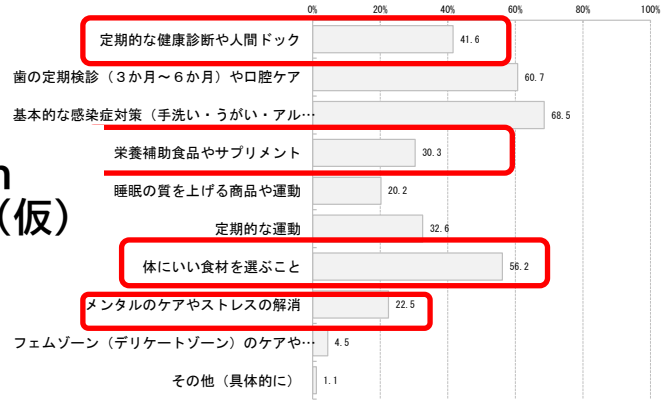 0% 20% 40% 60% 80% 100%
定期的な健康診断や人間ドック 41.6
歯の定期検診（３か月～６か月）や口腔ケア 60.7
基本的な感染症対策（手洗い・うがい・アル… 68.5
栄養補助食品やサプリメント 30.3
睡眠の質を上げる商品や運動 20.2
定期的な運動 32.6
体にいい食材を選ぶこと 56.2
メンタルのケアやストレスの解消 22.5
フェムゾーン（デリケートゾーン）のケアや… 4.5
その他（具体的に） 1.1
n
（仮）